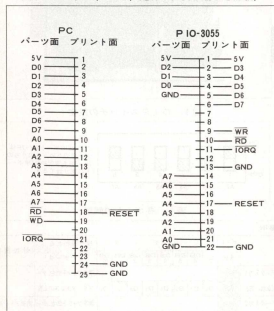 PC
パーツ面 プリント面
5V 1
D0 2
D1 3
D2 4
D3 5
D4 6
D5 7
D6 8
D7 9
A0 10
A1 11
A2 12
A3 13
A4 14
A5 15
A6 16
A7 17
RD 18 RESET
WD 19
20
IORQ 21
22
23
24 GND
25 GND
PIO-3055
パーツ面 プリント面
5V 1 5V
D2 2 D3
D1 3 D4
D0 4 D5
GND 5 D6
6 D7
7
8
9 WR
10 RD
11 IORQ
12
13 GND
A7 14
A6 15
A5 16
A4 17 RESET
A3 18
A2 19
A1 20
A0 21
GND 22 GND